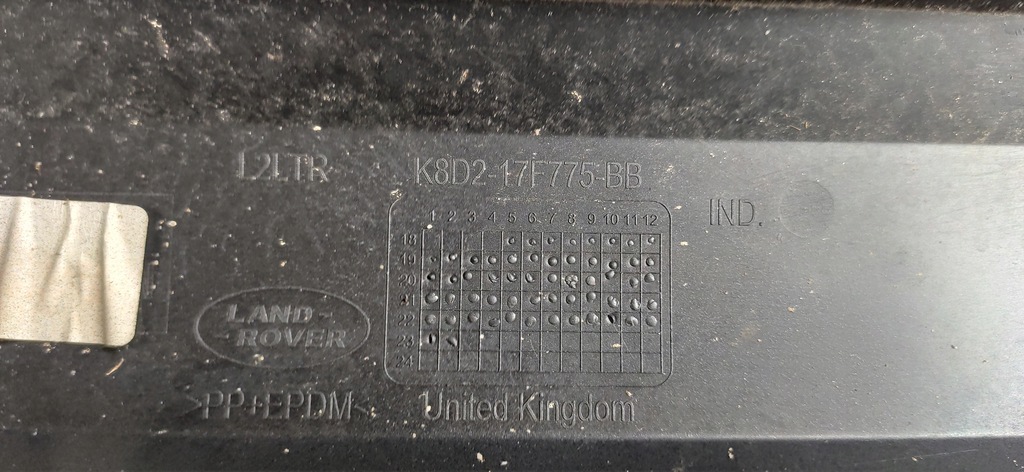 L2LTR
K8D2-17F775-BB
IND.
1 2 3 4 5 6 7 8 9 10 11 12
18
19
20
21
22
23
24
LAND-
-ROVER
>PP+EPDM<
United Kingdom